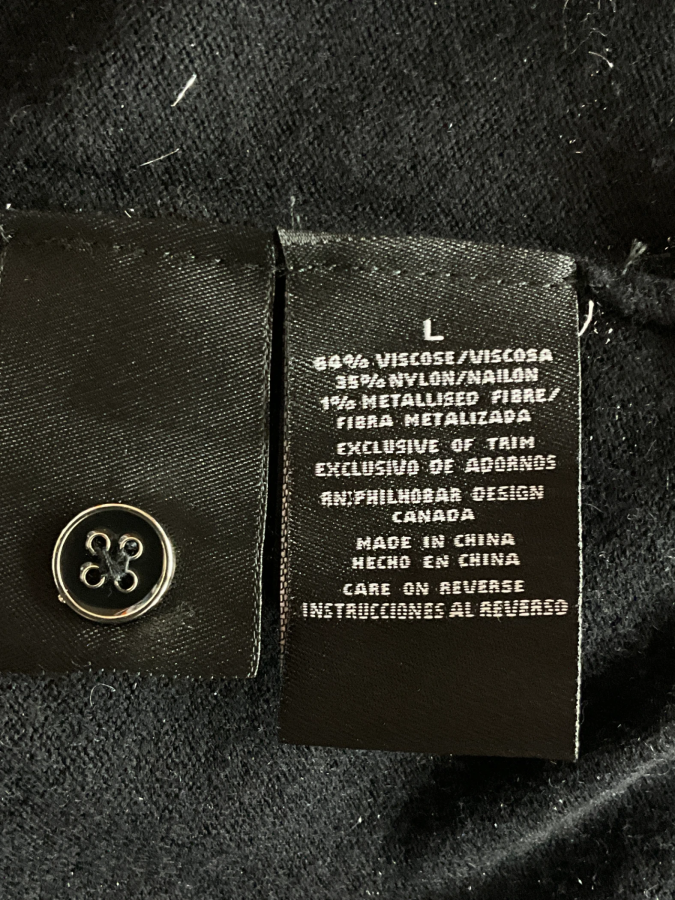 L
64% VISCOSE/VISCOSA
35% NYLON/NAILON
1% METALLISED FIBRE/
FIBRA METALIZADA
EXCLUSIVE OF TRIM
EXCLUSIVO DE ADORNOS
RN:PHILHOBAR DESIGN
CANADA
MADE IN CHINA
HECHO EN CHINA
CARE ON REVERSE
INSTRUCCIONES AL REVERSO